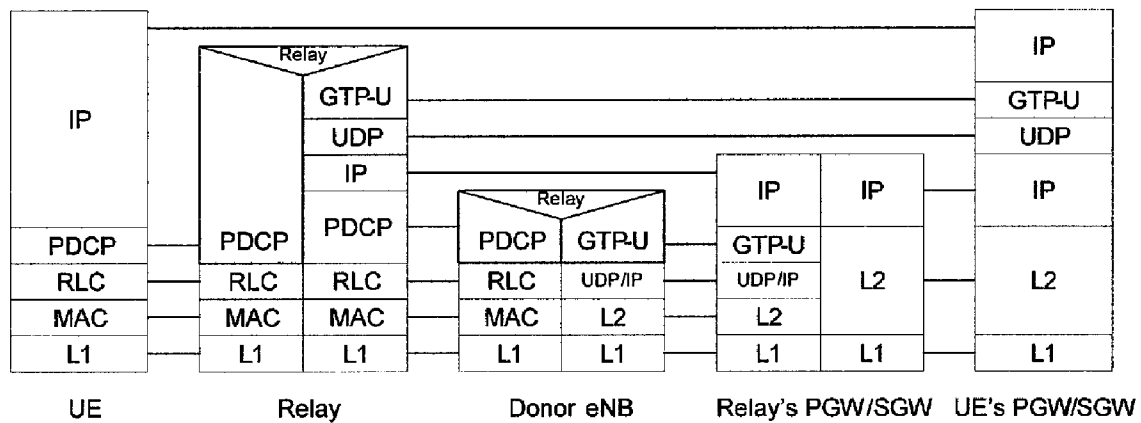 IP
PDCP
RLC
MAC
L1
UE
Relay
GTP-U
UDP
IP
PDCP PDCP
RLC RLC
MAC MAC
L1 L1
Relay
Relay
PDCP GTP-U
RLC UDP/IP
MAC L2
L1 L1
Donor eNB
IP IP
GTP-U
UDP/IP L2
L2
L1 L1
Relay's PGW/SGW
IP
GTP-U
UDP
IP
L2
L1
UE's PGW/SGW